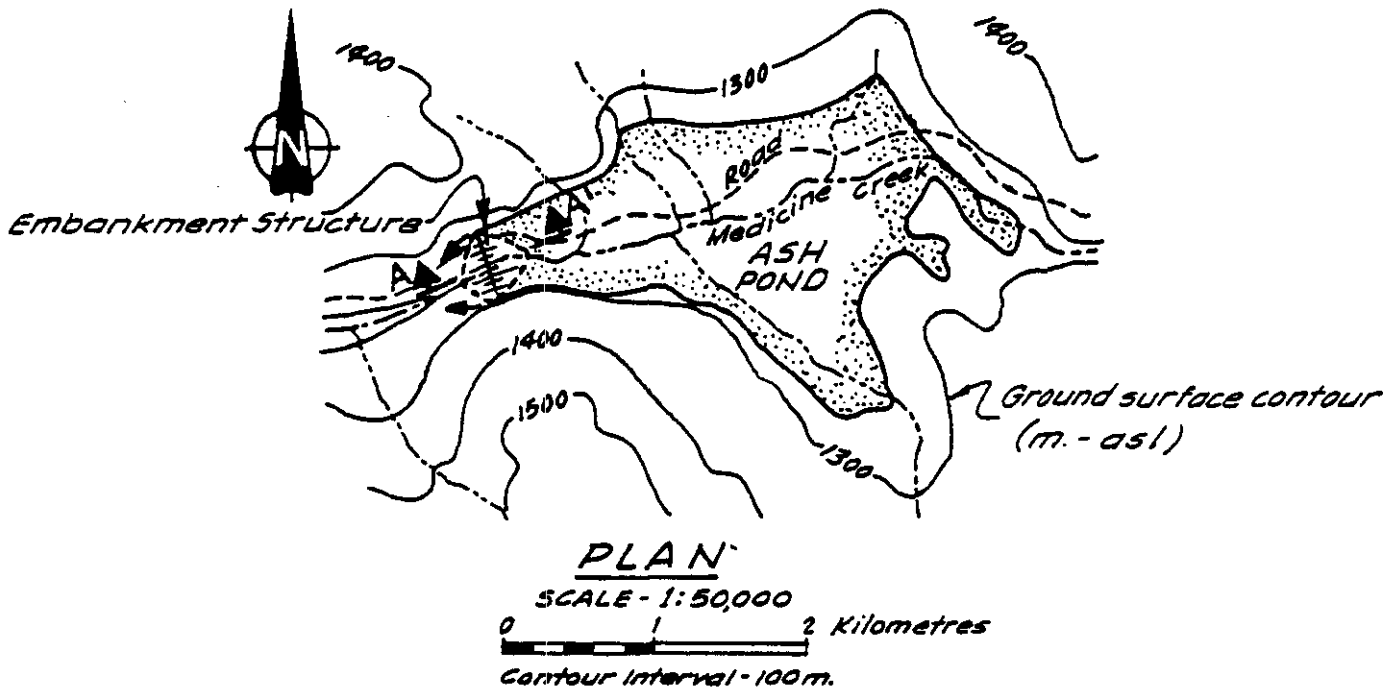 1400
1400
1300
N
Road
Embankment Structure
A
A
Medicine Creek
ASH
POND
1400
1500
Ground surface contour
(m. - asl)
1300
PLAN
SCALE - 1:50,000
0 1 2 Kilometres
Contour Interval - 100 m.